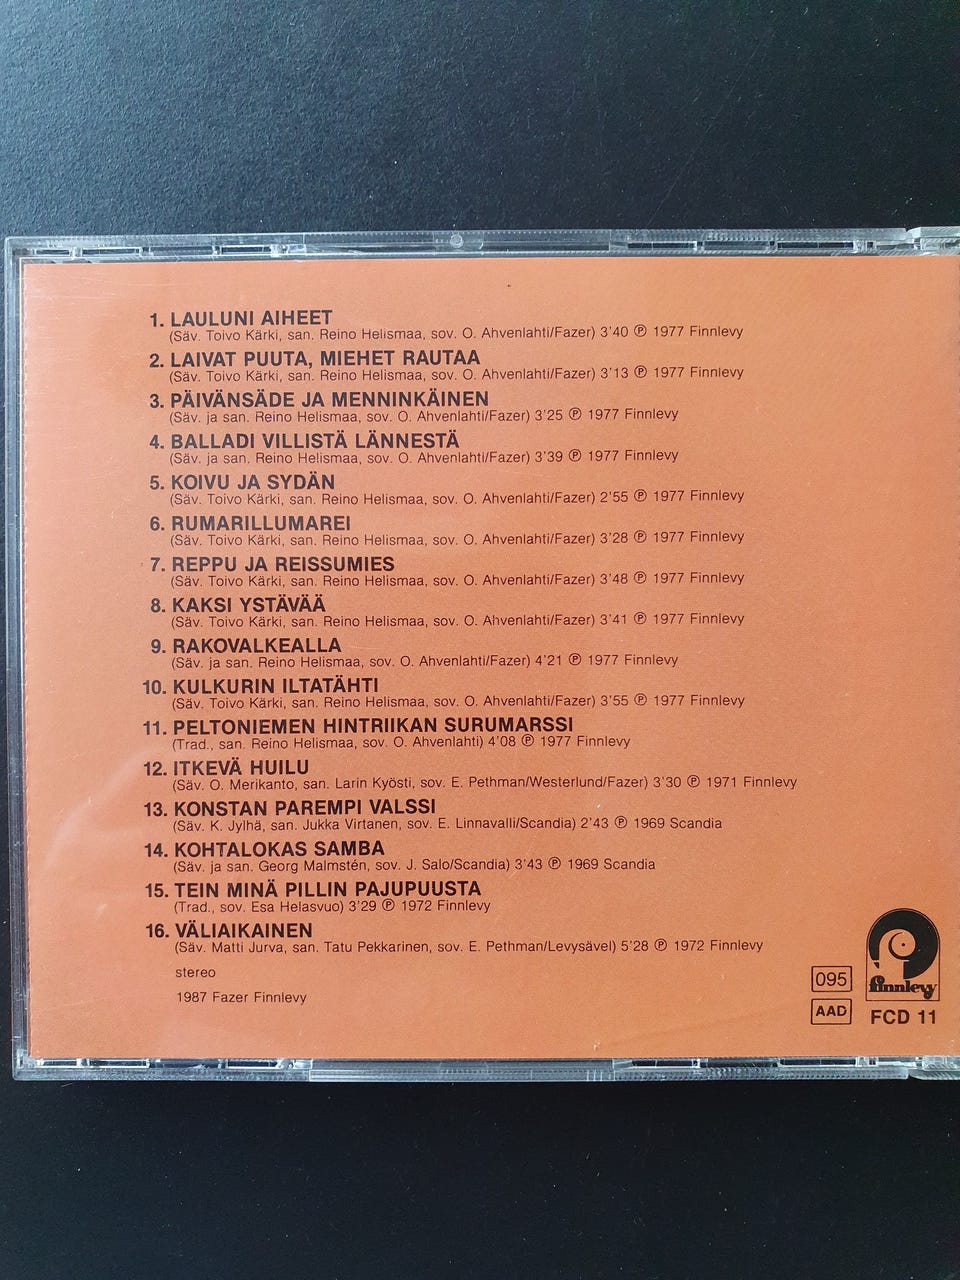 1. LAULUNI AIHEET
(Säv. Toivo Kärki, san. Reino Helismaa, sov. O. Ahvenlahti/Fazer) 3'40 ℗ 1977 Finnlevy
2. LAIVAT PUUTA, MIEHET RAUTAA
(Säv. Toivo Kärki, san. Reino Helismaa, sov. O. Ahvenlahti/Fazer) 3'13 ℗ 1977 Finnlevy
3. PÄIVÄNSÄDE JA MENNINKÄINEN
(Säv. ja san. Reino Helismaa, sov. O. Ahvenlahti/Fazer) 3'25 ℗ 1977 Finnlevy
4. BALLADI VILLISTÄ LÄNNESTÄ
(Säv. ja san. Reino Helismaa, sov. O. Ahvenlahti/Fazer) 3'39 ℗ 1977 Finnlevy
5. KOIVU JA SYDÄN
(Säv. Toivo Kärki, san. Reino Helismaa, sov. O. Ahvenlahti/Fazer) 2'55 ℗ 1977 Finnlevy
6. RUMARILLUMAREI
(Säv. Toivo Kärki, san. Reino Helismaa, sov. O. Ahvenlahti/Fazer) 3'28 ℗ 1977 Finnlevy
7. REPPU JA REISSUMIES
(Säv. Toivo Kärki, san. Reino Helismaa, sov. O. Ahvenlahti/Fazer) 3'48 ℗ 1977 Finnlevy
8. KAKSI YSTÄVÄÄ
(Säv. Toivo Kärki, san. Reino Helismaa, sov. O. Ahvenlahti/Fazer) 3'41 ℗ 1977 Finnlevy
9. RAKOVALKEALLA
(Säv. ja san. Reino Helismaa, sov. O. Ahvenlahti/Fazer) 4'21 ℗ 1977 Finnlevy
10. KULKURIN ILTATÄHTI
(Säv. Toivo Kärki, san. Reino Helismaa, sov. O. Ahvenlahti/Fazer) 3'55 ℗ 1977 Finnlevy
11. PELTONIEMEN HINTRIIKAN SURUMARSSI
(Trad., san. Reino Helismaa, sov. O. Ahvenlahti) 4'08 ℗ 1977 Finnlevy
12. ITKEVÄ HUILU
(Säv. O. Merikanto, san. Larin Kyösti, sov. E. Pethman/Westerlund/Fazer) 3'30 ℗ 1971 Finnlevy
13. KONSTAN PAREMPI VALSSI
(Säv. K. Jylhä, san. Jukka Virtanen, sov. E. Linnavalli/Scandia) 2'43 ℗ 1969 Scandia
14. KOHTALOKAS SAMBA
(Säv. ja san. Georg Malmstén, sov. J. Salo/Scandia) 3'43 ℗ 1969 Scandia
15. TEIN MINÄ PILLIN PAJUPUUSTA
(Trad., sov. Esa Helasvuo) 3'29 ℗ 1972 Finnlevy
16. VÄLIAIKAINEN
(Säv. Matti Jurva, san. Tatu Pekkarinen, sov. E. Pethman/Levysävel) 5'28 ℗ 1972 Finnlevy
stereo
1987 Fazer Finnlevy
095
AAD
finnlevy
FCD 11